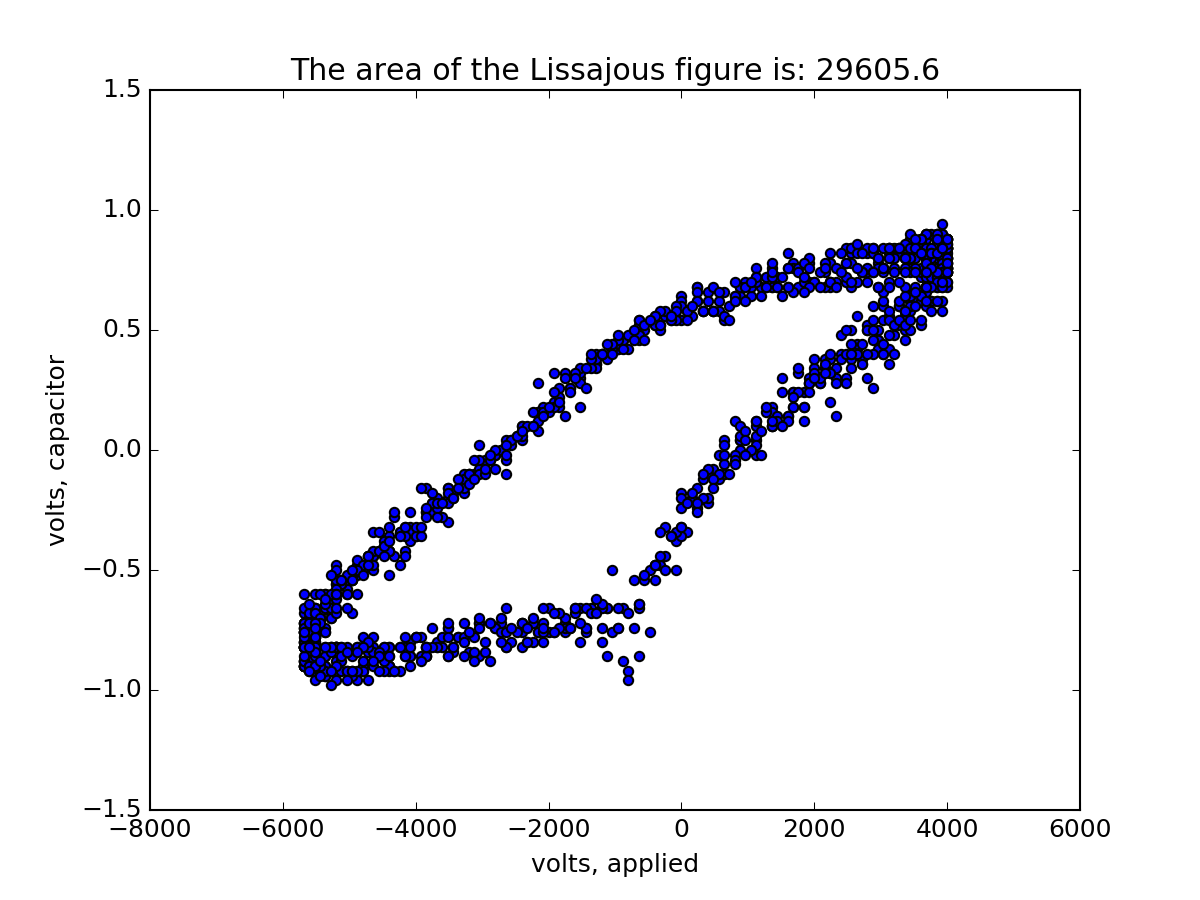 The area of the Lissajous figure is: 29605.6
1.5
1.0
0.5
0.0
−0.5
−1.0
−1.5
volts, capacitor
−8000 −6000 −4000 −2000 0 2000 4000 6000
volts, applied